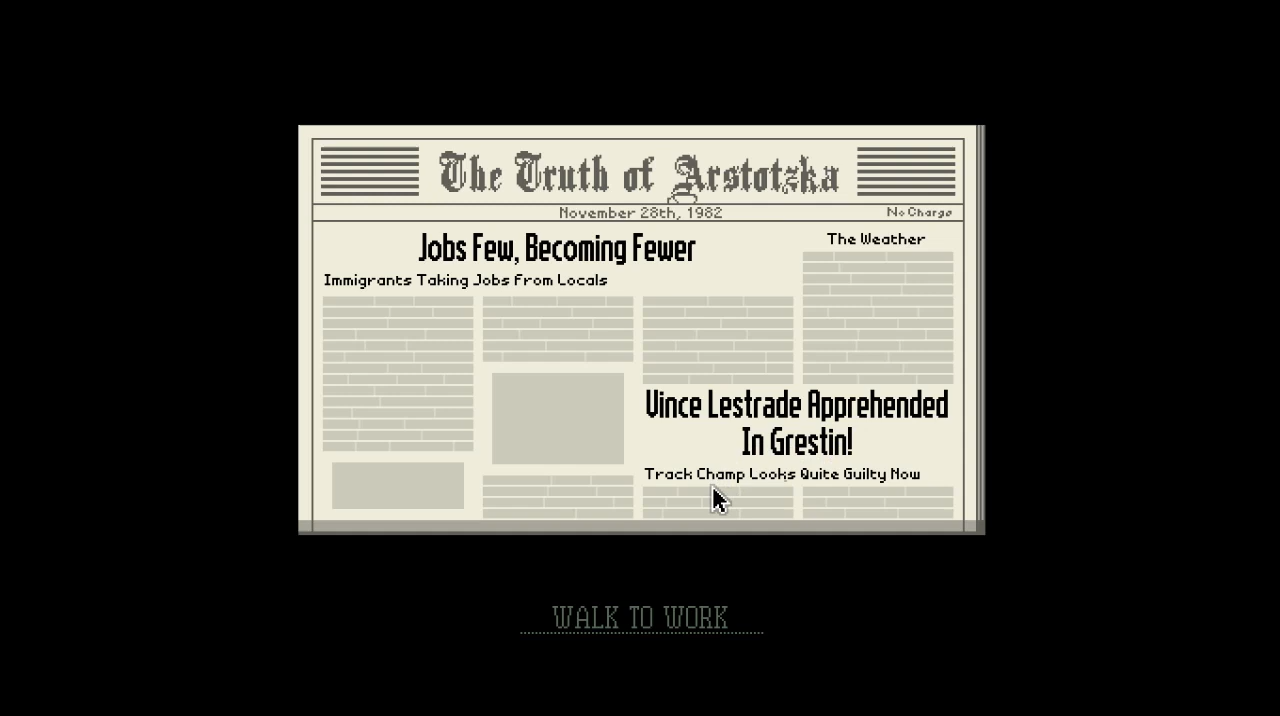 The Truth of Arstotzka
November 28th, 1982
No Charge
Jobs Few, Becoming Fewer
Immigrants Taking Jobs From Locals
The Weather
Vince Lestrade Apprehended
In Grestin!
Track Champ Looks Quite Guilty Now
WALK TO WORK